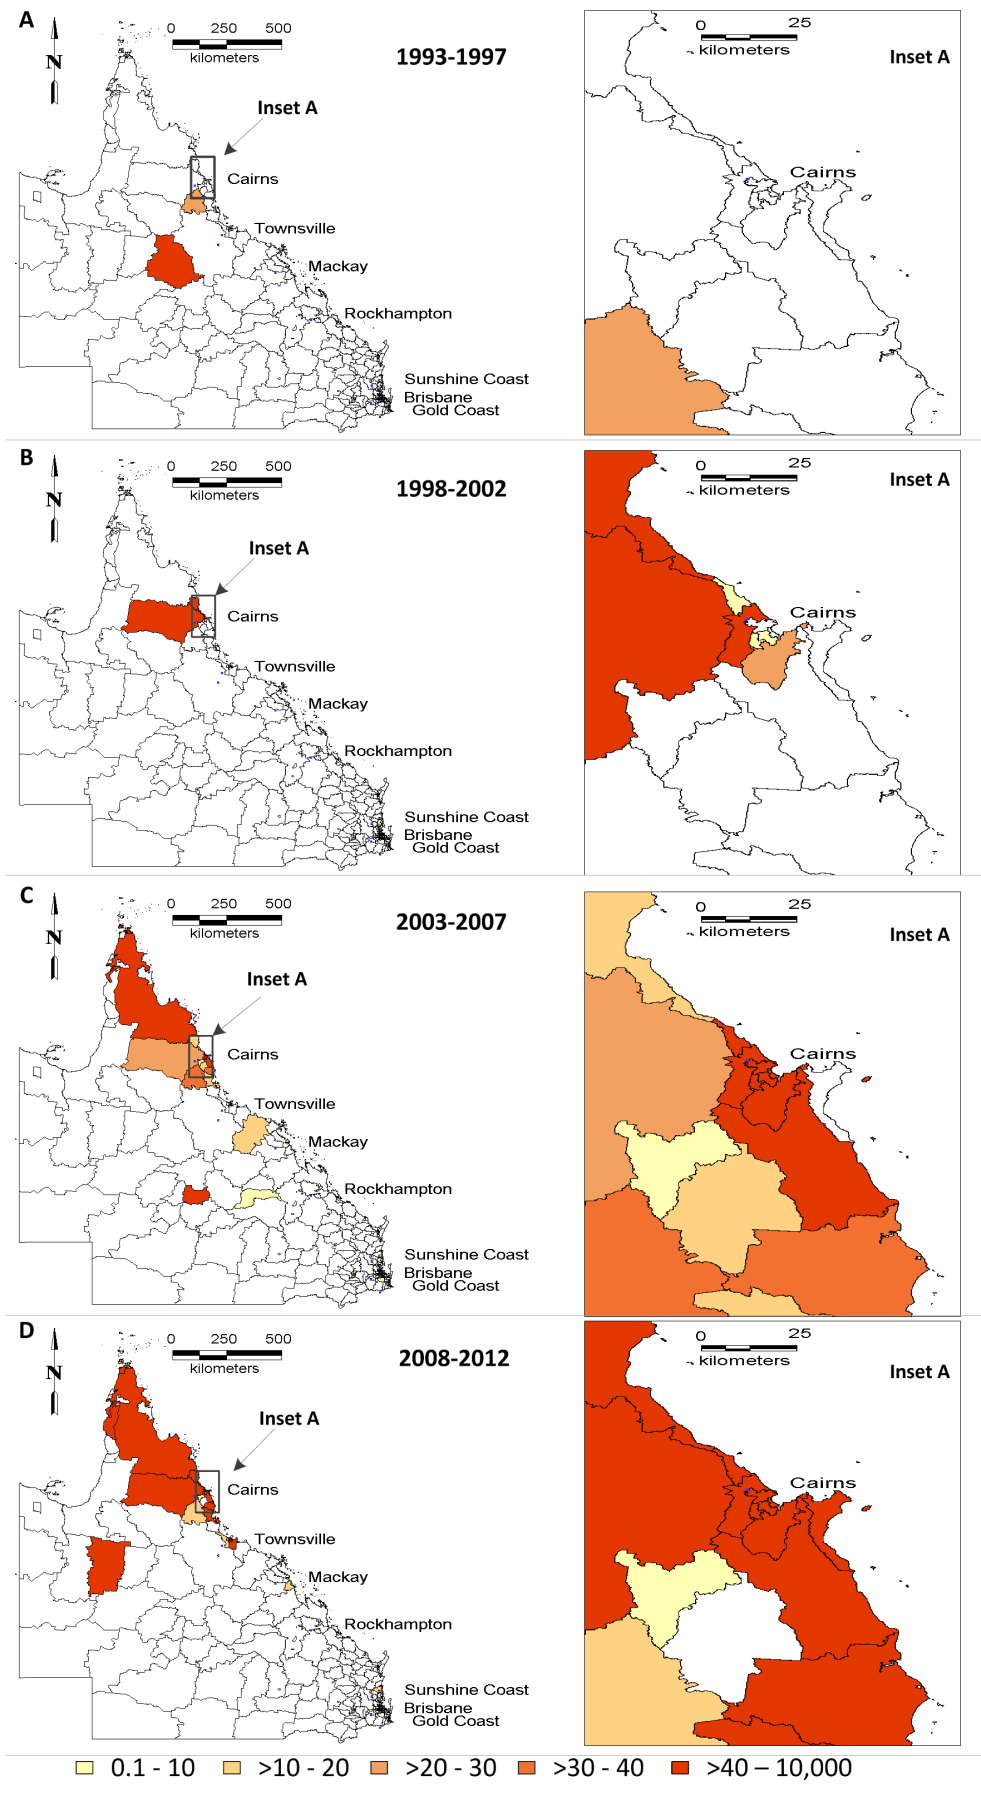 A
N
0 250 500
kilometers
1993-1997
Inset A
Cairns
Townsville
Mackay
Rockhampton
Sunshine Coast
Brisbane
Gold Coast
0 25
kilometers
Inset A
Cairns
B
N
0 250 500
kilometers
1998-2002
Inset A
Cairns
Townsville
Mackay
Rockhampton
Sunshine Coast
Brisbane
Gold Coast
0 25
kilometers
Inset A
Cairns
C
N
0 250 500
kilometers
2003-2007
Inset A
Cairns
Townsville
Mackay
Rockhampton
Sunshine Coast
Brisbane
Gold Coast
0 25
kilometers
Inset A
Cairns
D
N
0 250 500
kilometers
2008-2012
Inset A
Cairns
Townsville
Mackay
Rockhampton
Sunshine Coast
Brisbane
Gold Coast
0 25
kilometers
Inset A
Cairns
0.1 - 10 >10 - 20 >20 - 30 >30 - 40 >40 – 10,000